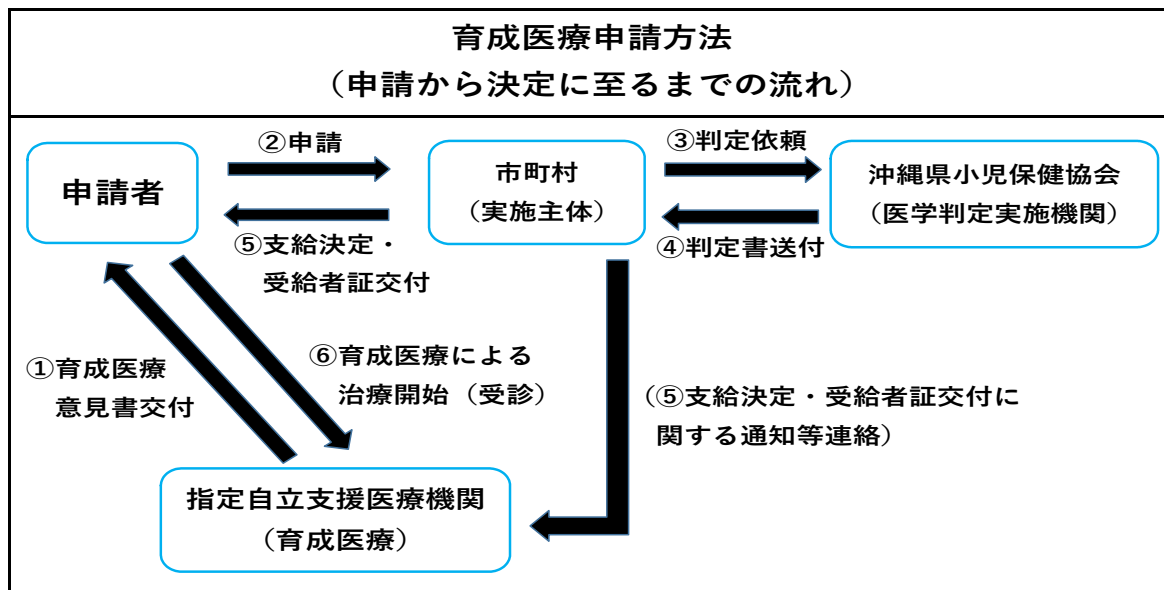 育成医療申請方法
（申請から決定に至るまでの流れ）
②申請
③判定依頼
申請者
市町村
（実施主体）
沖縄県小児保健協会
（医学判定実施機関）
⑤支給決定・
受給者証交付
④判定書送付
①育成医療
意見書交付
⑥育成医療による
治療開始（受診）
（⑤支給決定・受給者証交付に
関する通知等連絡）
指定自立支援医療機関
（育成医療）